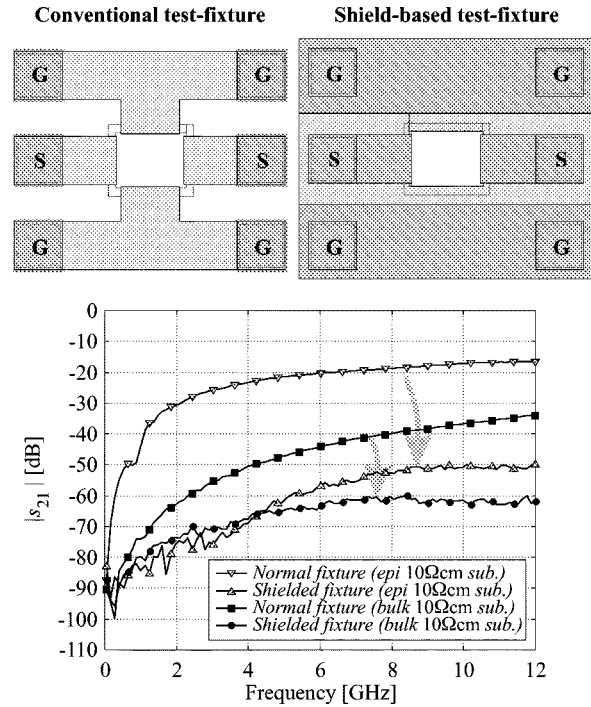 Conventional test-fixture
Shield-based test-fixture
G G G G
S S S S
G G G G
|s21| [dB]
0
-10
-20
-30
-40
-50
-60
-70
-80
-90
-100
-110
Normal fixture (epi 10Ωcm sub.)
Shielded fixture (epi 10Ωcm sub.)
Normal fixture (bulk 10Ωcm sub.)
Shielded fixture (bulk 10Ωcm sub.)
0 2 4 6 8 10 12
Frequency [GHz]